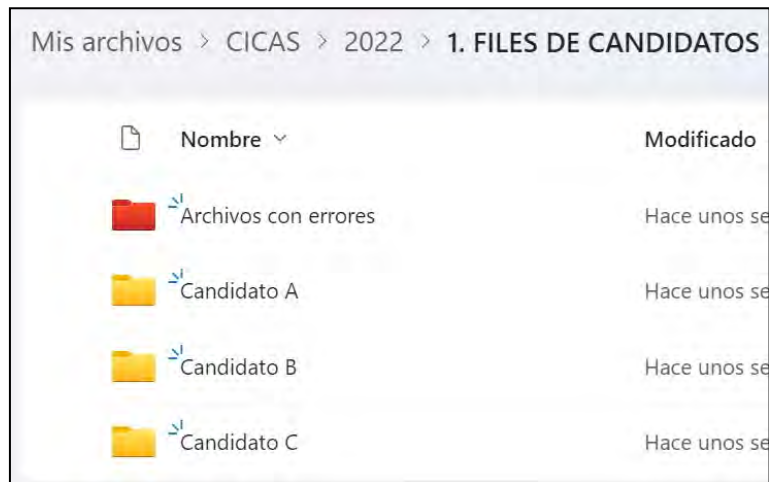 Mis archivos > CICAS > 2022 > 1. FILES DE CANDIDATOS
Nombre Modificado
Archivos con errores Hace unos se
Candidato A Hace unos se
Candidato B Hace unos se
Candidato C Hace unos se